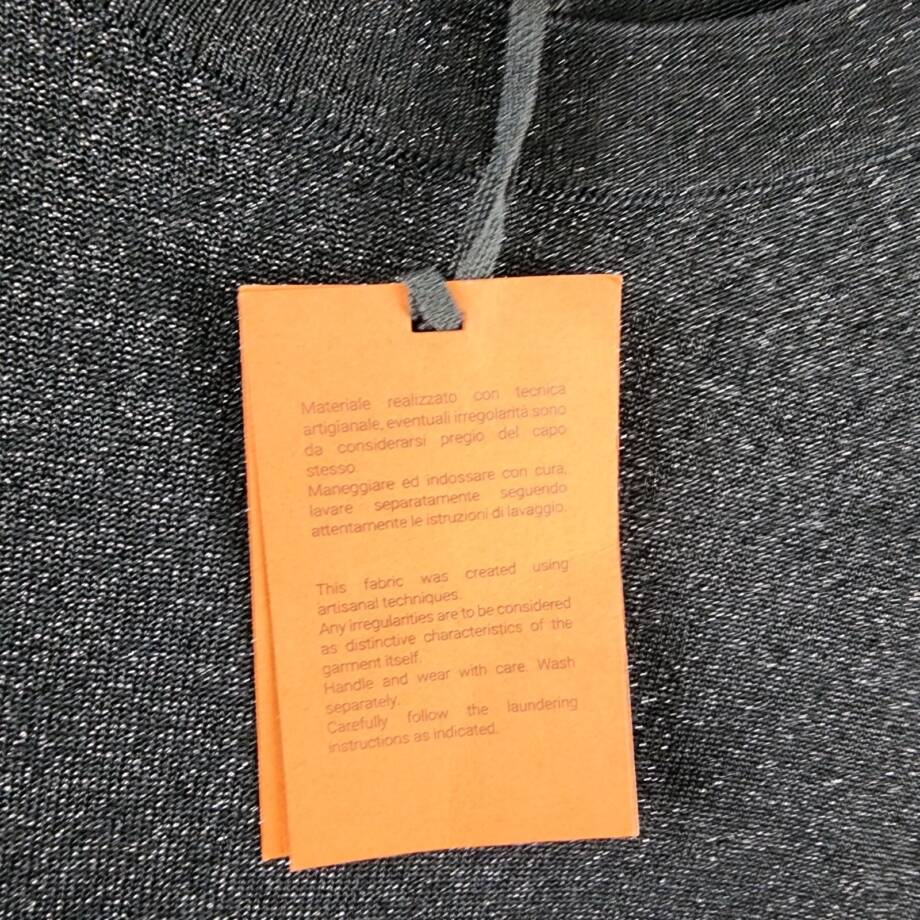 Materiale realizzato con tecnica
artigianale, eventuali irregolarità sono
da considerarsi pregio del capo
stesso
Maneggiare ed indossare con cura,
lavare separatamente seguendo
attentamente le istruzioni di lavaggio.
This fabric was created using
artisanal techniques.
Any irregularities are to be considered
as distinctive characteristics of the
garment itself.
Handle and wear with care. Wash
separately.
Carefully follow the laundering
instructions as indicated.